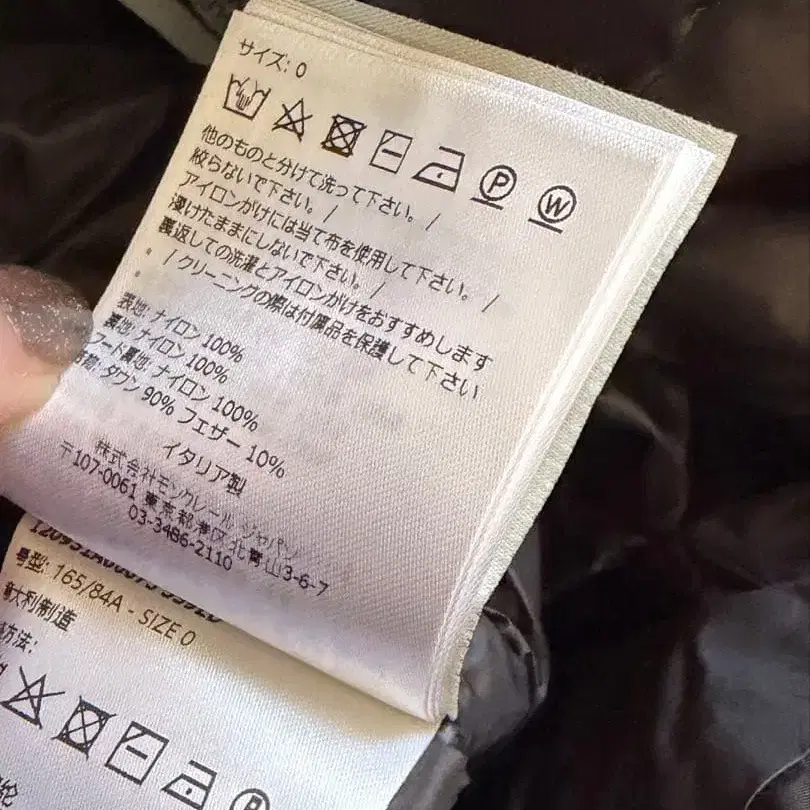 サイズ: 0
P W
他のものと分けて洗って下さい。 /
絞らないで下さい。 /
アイロンがけには当て布を使用して下さい。 /
浸けたままにしないで下さい。 /
裏返しての洗濯とアイロンがけをおすすめします
。 / クリーニングの際は付属品を保護して下さい
。
表地: ナイロン 100%
裏地: ナイロン 100%
フード裏地: ナイロン 100%
ダウン 90% フェザー 10%
イタリア製
株式会社モンクレール ジャパン
〒107-0061 東京都港区北青山3-6-7
03-3486-2110
号型: 165/84A - SIZE 0
意大利制造
方法:
P